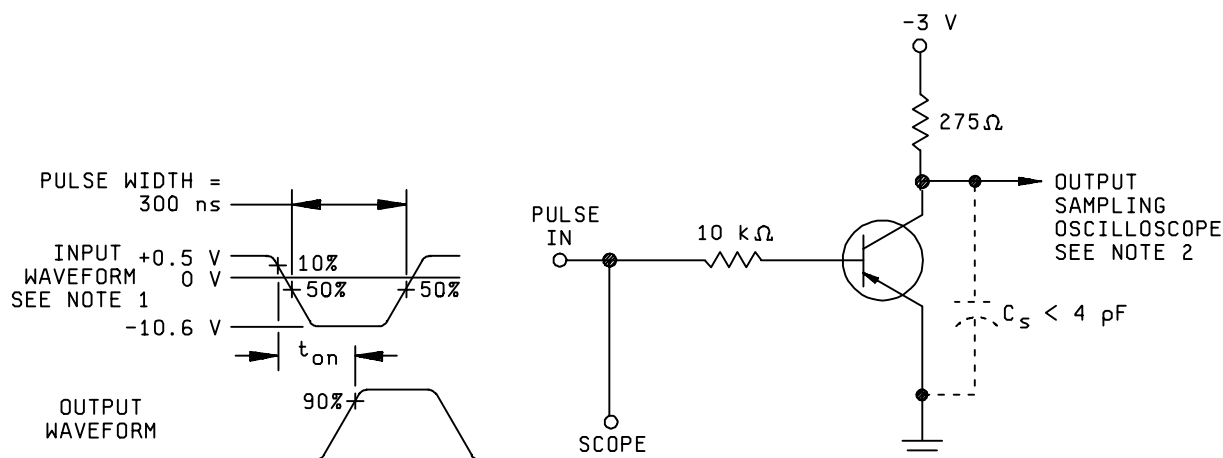 -3 V
275Ω
PULSE WIDTH =
300 ns
OUTPUT
SAMPLING
OSCILLOSCOPE
SEE NOTE 2
PULSE
IN
10 kΩ
INPUT
WAVEFORM
SEE NOTE 1
+0.5 V
0 V
-10.6 V
10%
50%
50%
ton
Cs < 4 pF
90%
OUTPUT
WAVEFORM
SCOPE